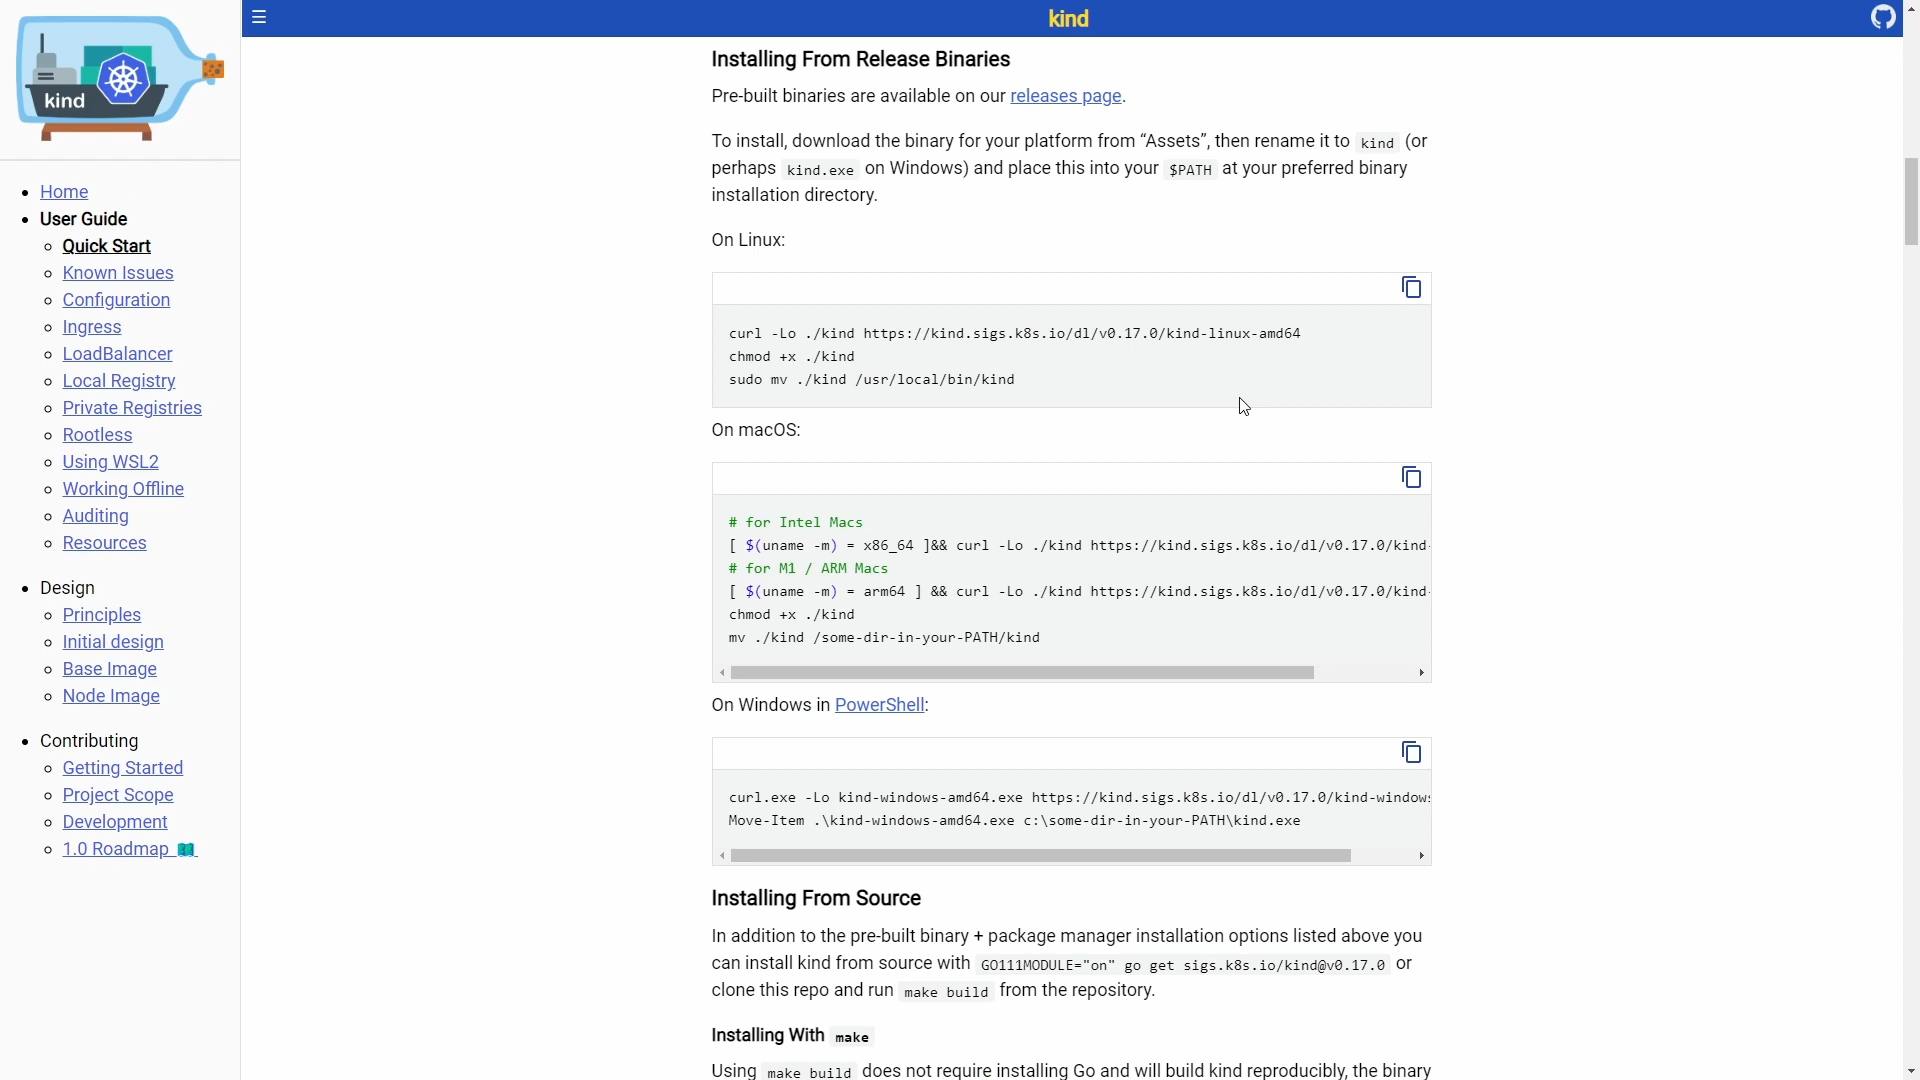 kind
kind
Home
User Guide
Quick Start
Known Issues
Configuration
Ingress
LoadBalancer
Local Registry
Private Registries
Rootless
Using WSL2
Working Offline
Auditing
Resources
Design
Principles
Initial design
Base Image
Node Image
Contributing
Getting Started
Project Scope
Development
1.0 Roadmap
Installing From Release Binaries
Pre-built binaries are available on our releases page.
To install, download the binary for your platform from “Assets”, then rename it to kind (or
perhaps kind.exe on Windows) and place this into your $PATH at your preferred binary
installation directory.
On Linux:
curl -Lo ./kind https://kind.sigs.k8s.io/dl/v0.17.0/kind-linux-amd64
chmod +x ./kind
sudo mv ./kind /usr/local/bin/kind
On macOS:
# for Intel Macs
[ $(uname -m) = x86_64 ]&& curl -Lo ./kind https://kind.sigs.k8s.io/dl/v0.17.0/kind-
# for M1 / ARM Macs
[ $(uname -m) = arm64 ] && curl -Lo ./kind https://kind.sigs.k8s.io/dl/v0.17.0/kind-
chmod +x ./kind
mv ./kind /some-dir-in-your-PATH/kind
On Windows in PowerShell:
curl.exe -Lo kind-windows-amd64.exe https://kind.sigs.k8s.io/dl/v0.17.0/kind-windows
Move-Item .\kind-windows-amd64.exe c:\some-dir-in-your-PATH\kind.exe
Installing From Source
In addition to the pre-built binary + package manager installation options listed above you
can install kind from source with GO111MODULE="on" go get sigs.k8s.io/kind@v0.17.0 or
clone this repo and run make build from the repository.
Installing With make
Using make build does not require installing Go and will build kind reproducibly, the binary